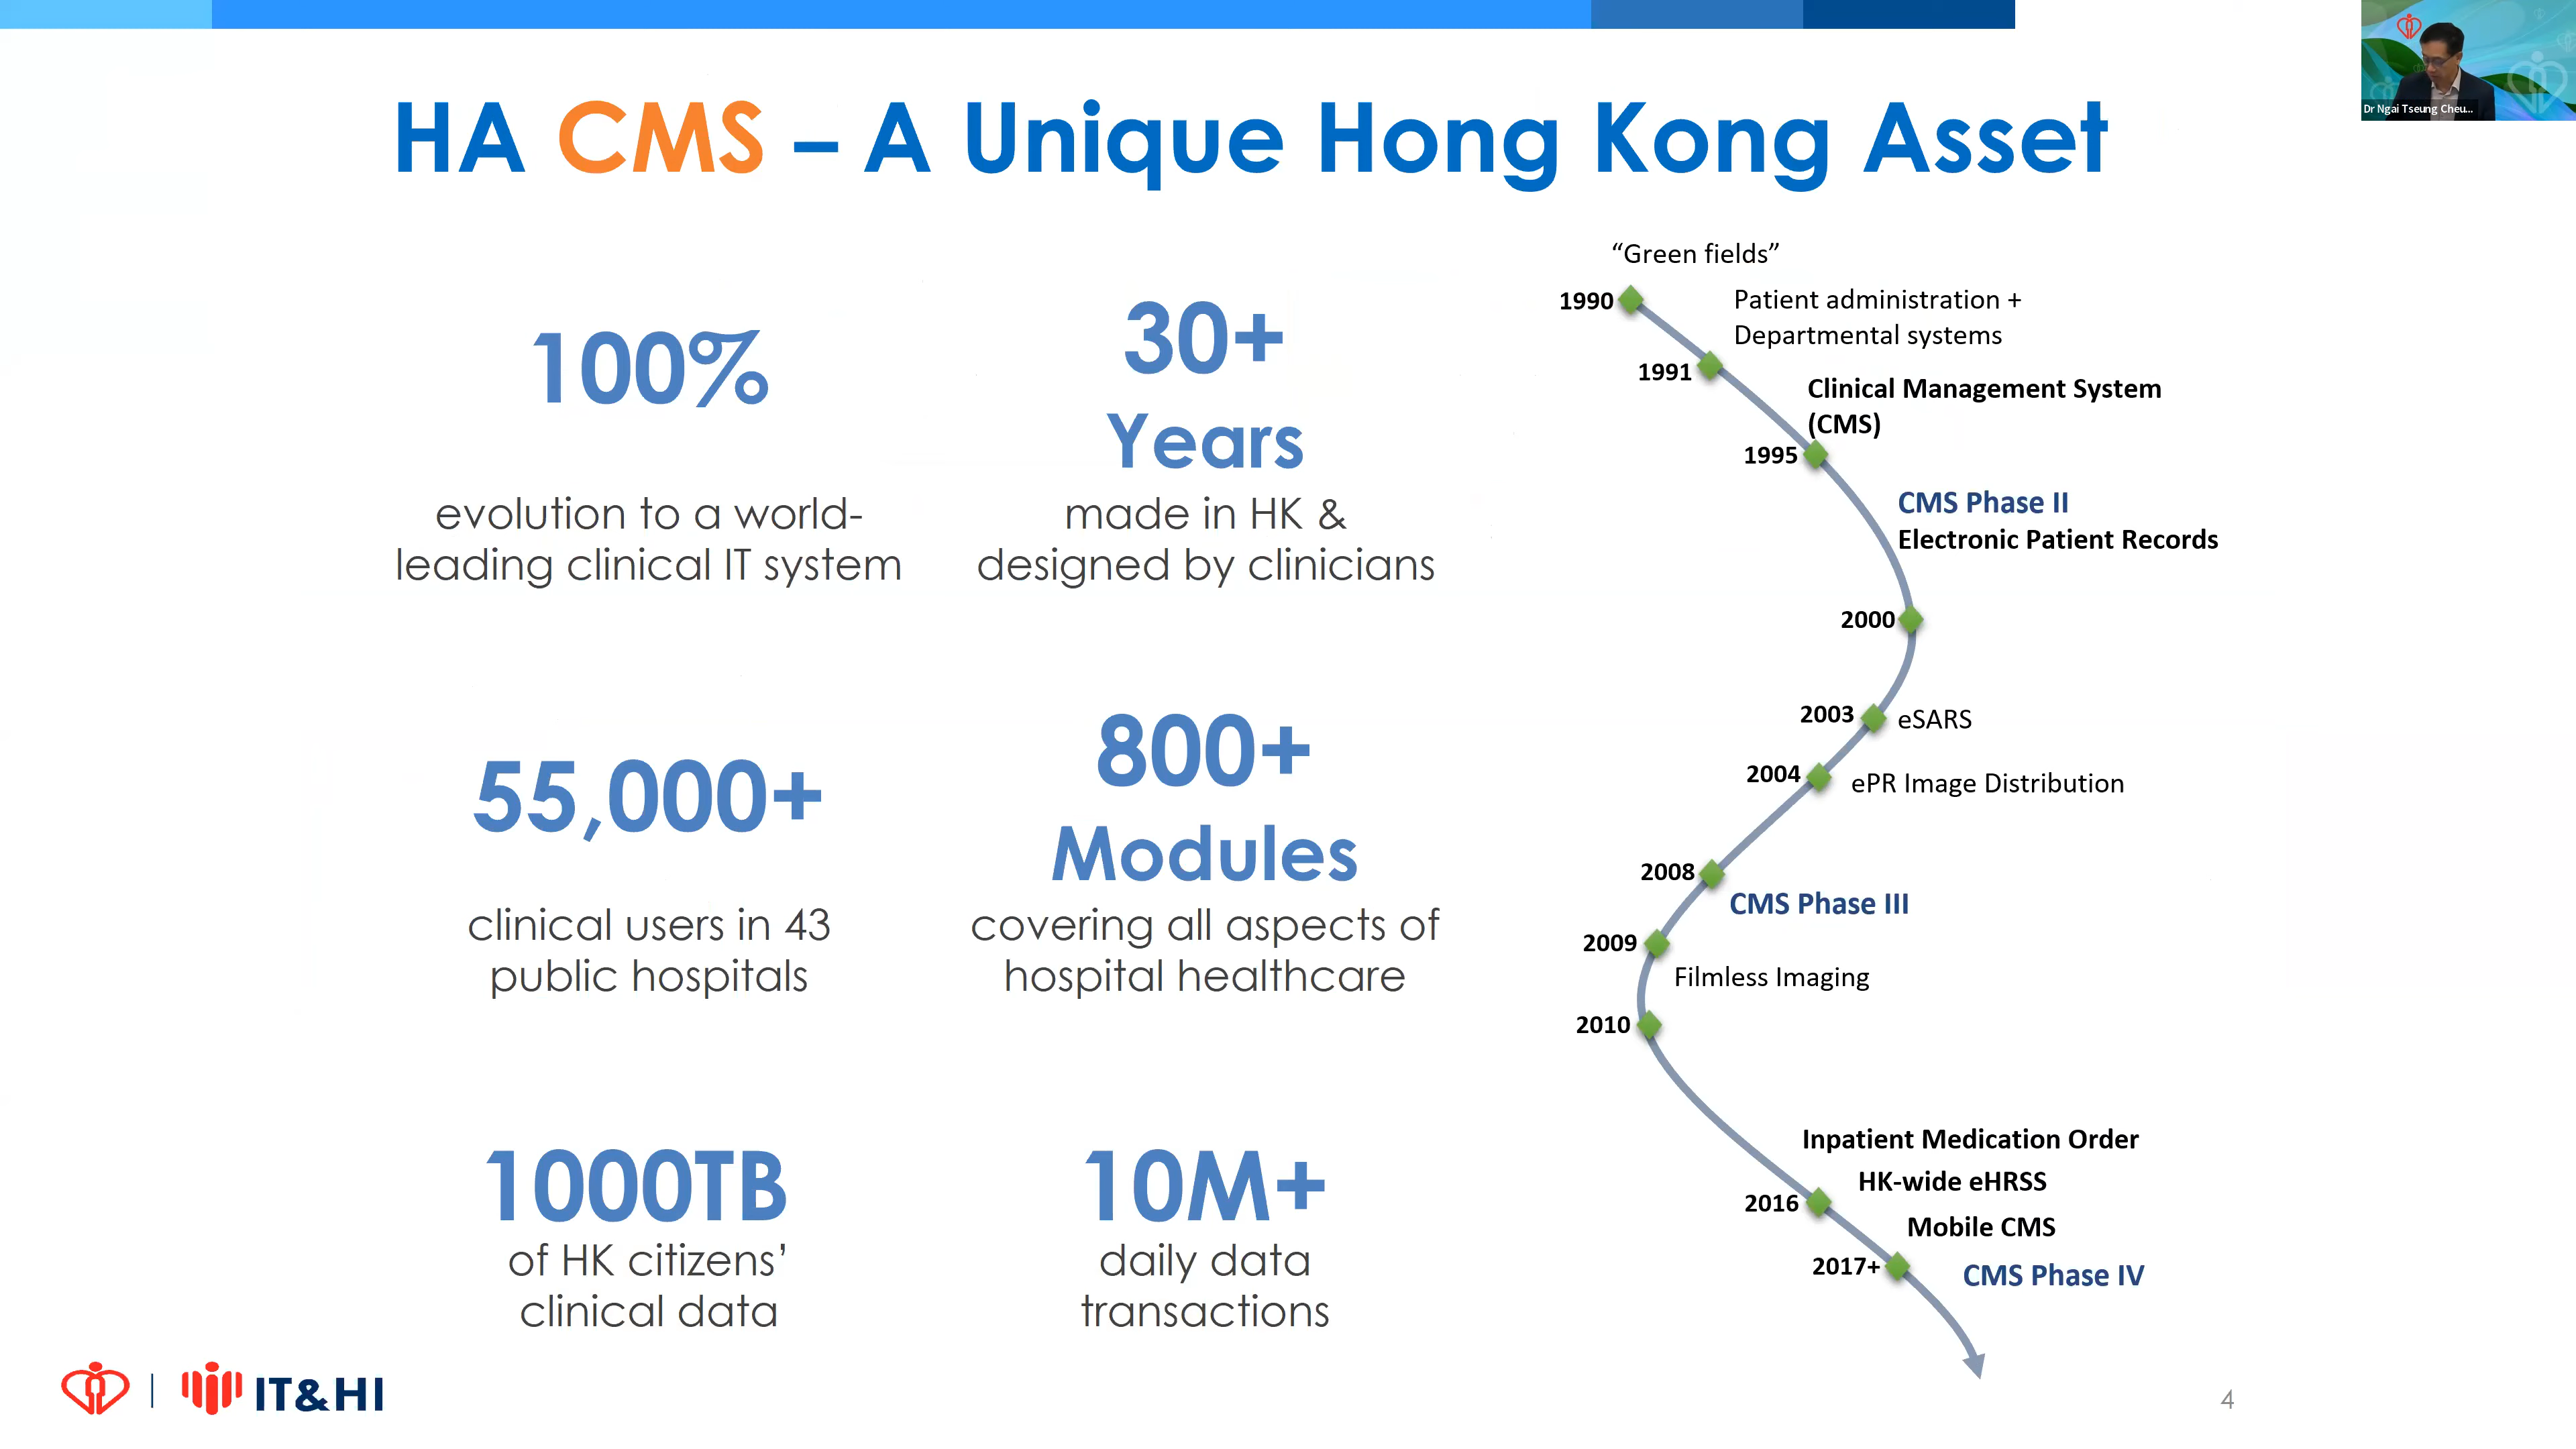 HA CMS – A Unique Hong Kong Asset
Dr Ngai Tseung Cheu...
100%
evolution to a world-
leading clinical IT system
30+
Years
made in HK &
designed by clinicians
55,000+
clinical users in 43
public hospitals
800+
Modules
covering all aspects of
hospital healthcare
1000TB
of HK citizens’
clinical data
10M+
daily data
transactions
“Green fields”
1990
Patient administration +
Departmental systems
1991
Clinical Management System
(CMS)
1995
CMS Phase II
Electronic Patient Records
2000
2003
eSARS
2004
ePR Image Distribution
2008
CMS Phase III
2009
Filmless Imaging
2010
Inpatient Medication Order
HK-wide eHRSS
2016
Mobile CMS
2017+
CMS Phase IV
IT&HI
4